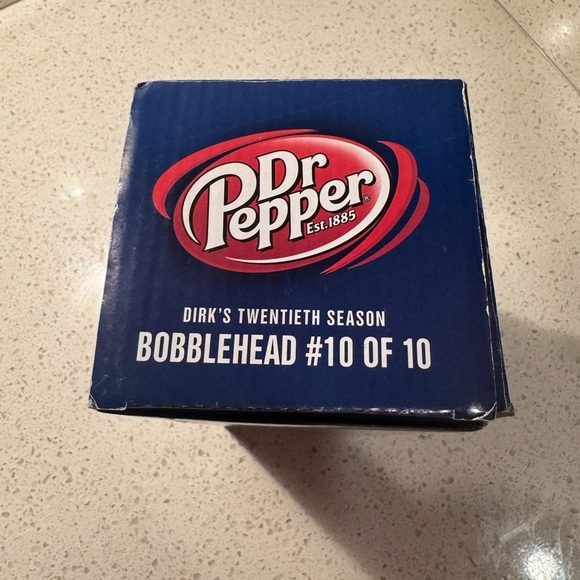 Dr
Pepper®
Est. 1885
DIRK'S TWENTIETH SEASON
BOBBLEHEAD #10 OF 10